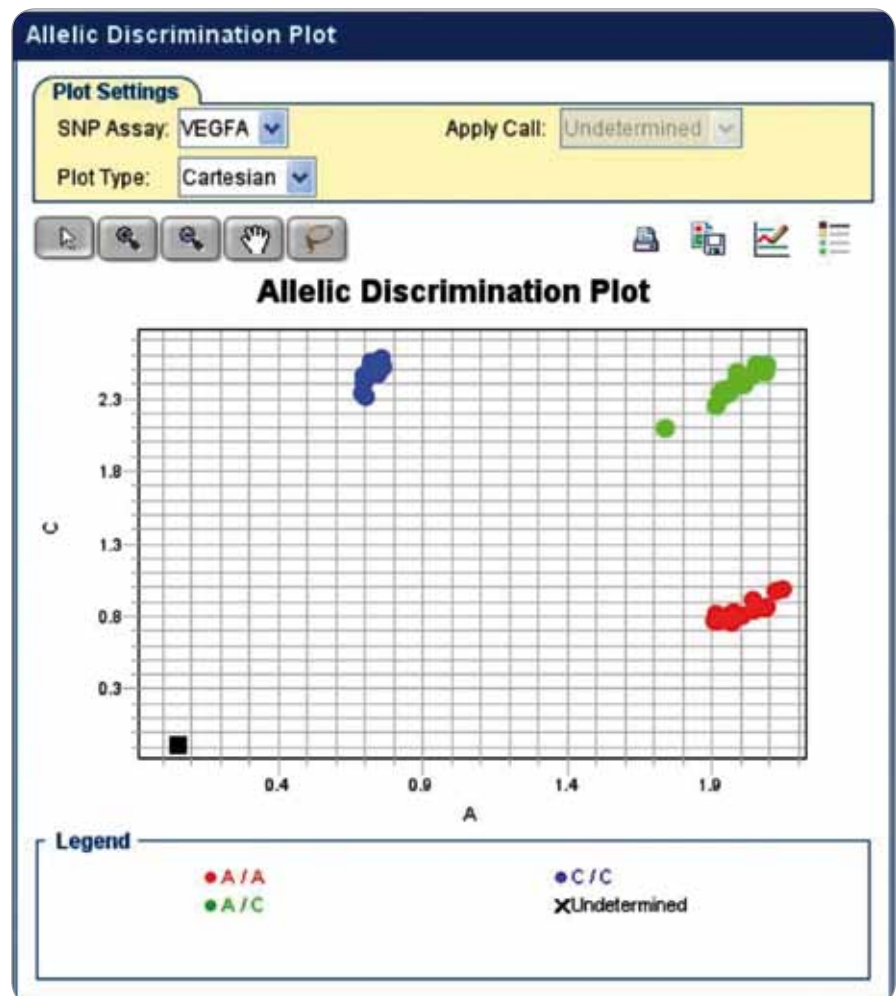 Allelic Discrimination Plot
Plot Settings
SNP Assay: VEGFA Apply Call: Undetermined
Plot Type: Cartesian
Allelic Discrimination Plot
2.3
1.8
C
1.3
0.8
0.3
0.4 0.9 1.4 1.9
A
Legend
A / A C / C
A / C Undetermined